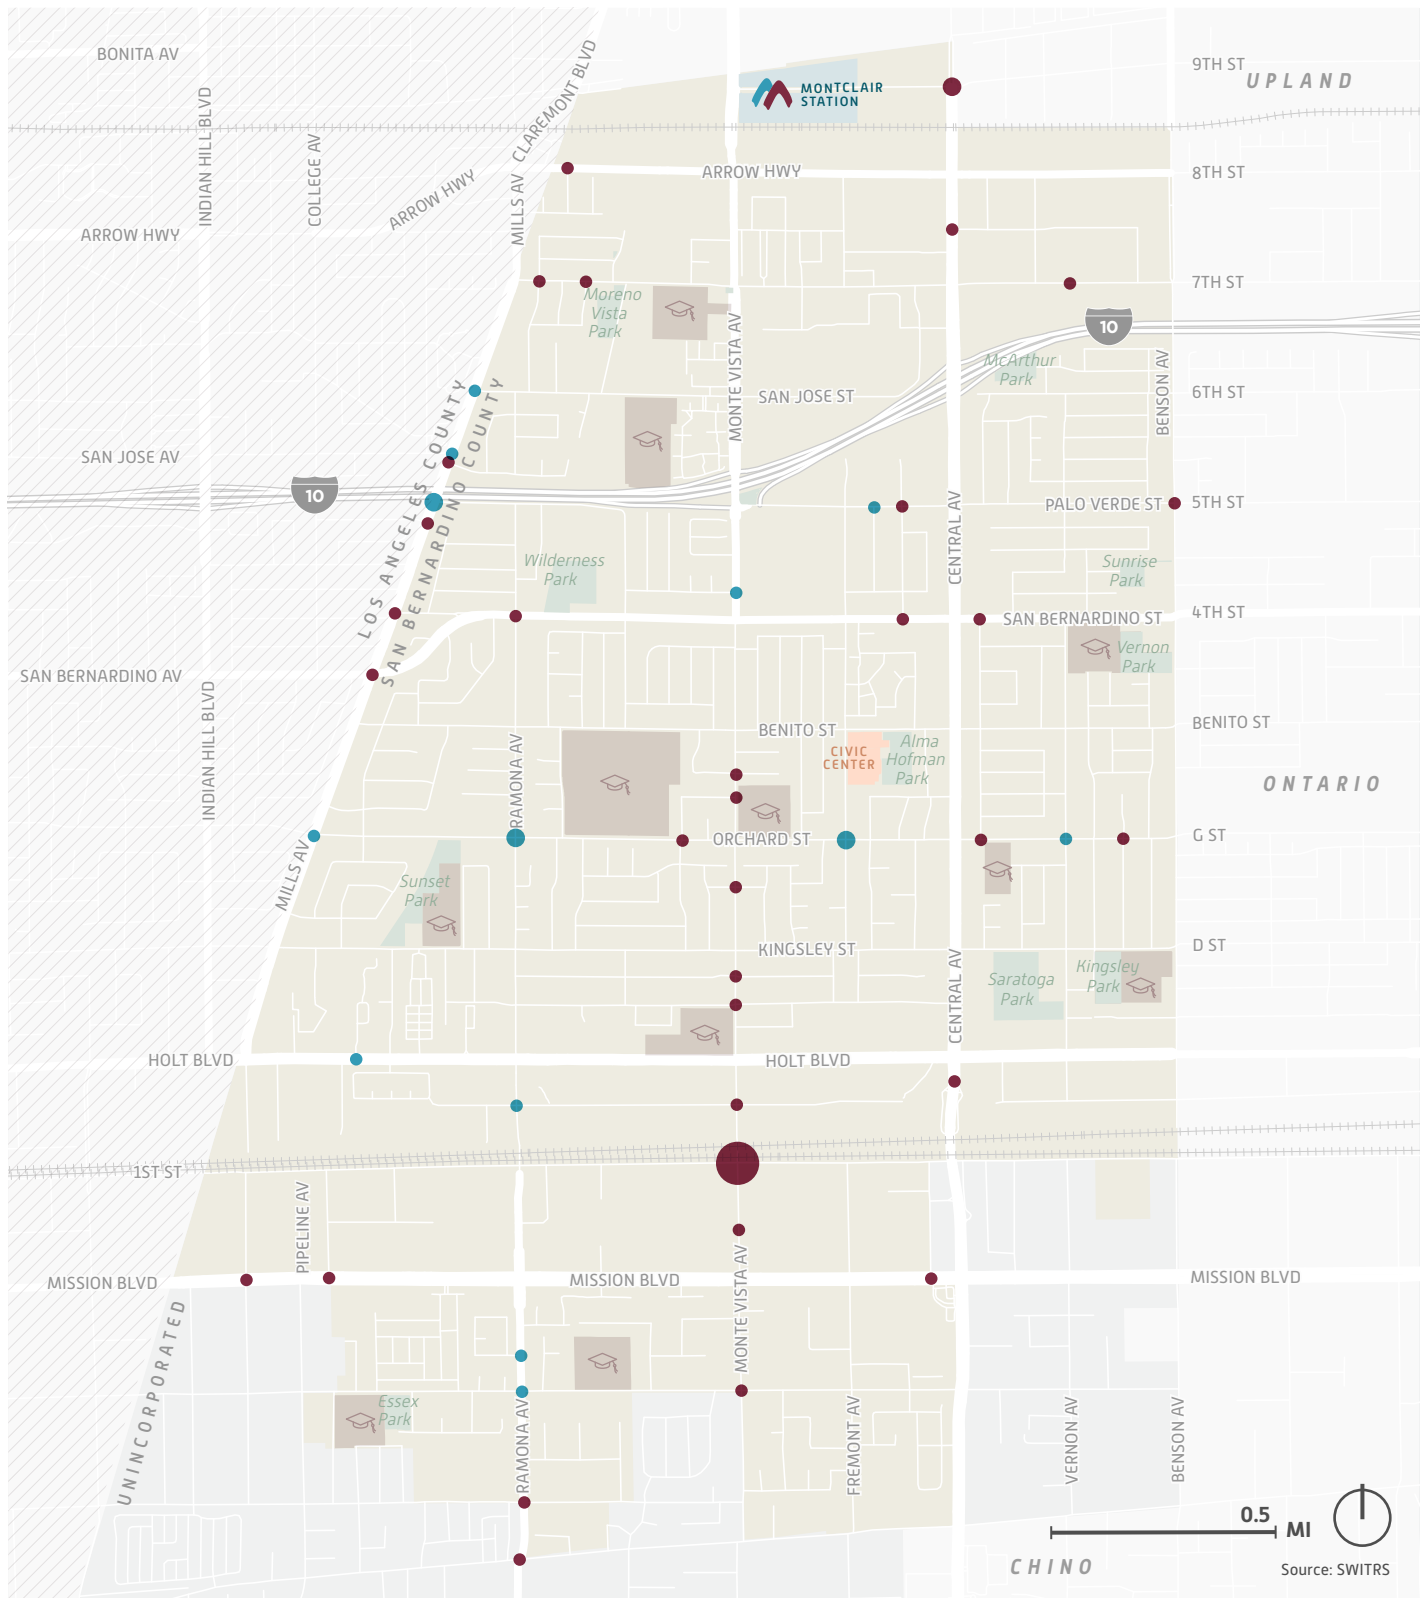 BONITA AV
9TH ST
UPLAND
MONTCLAIR
STATION
CLAREMONT BLVD
INDIAN HILL BLVD
COLLEGE AV
ARROW HWY
MILLS AV
ARROW HWY
8TH ST
ARROW HWY
7TH ST
Moreno
Vista
Park
10
MONTE VISTA AV
McArthur
Park
BENSON AV
6TH ST
SAN JOSE ST
LOS ANGELES COUNTY
SAN BERNARDINO COUNTY
SAN JOSE AV
10
CENTRAL AV
PALO VERDE ST
5TH ST
Wilderness
Park
Sunrise
Park
4TH ST
SAN BERNARDINO ST
Vernon
Park
SAN BERNARDINO AV
INDIAN HILL BLVD
BENITO ST
BENITO ST
RAMONA AV
CIVIC
CENTER
Alma
Hofman
Park
ONTARIO
ORCHARD ST
G ST
MILLS AV
Sunset
Park
KINGSLEY ST
D ST
CENTRAL AV
Saratoga
Park
Kingsley
Park
HOLT BLVD
HOLT BLVD
1ST ST
PIPELINE AV
MISSION BLVD
MISSION BLVD
MISSION BLVD
MONTE VISTA AV
UNINCORPORATED
Essex
Park
RAMONA AV
FREMONT AV
VERNON AV
BENSON AV
0.5
MI
CHINO
Source: SWITRS